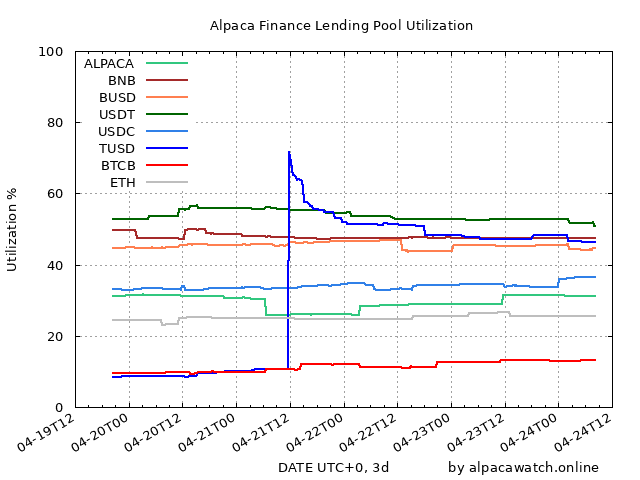 Alpaca Finance Lending Pool Utilization
100
80
60
40
20
0
Utilization %
ALPACA
BNB
BUSD
USDT
USDC
TUSD
BTCB
ETH
04-19T12
04-20T00
04-20T12
04-21T00
04-21T12
04-22T00
04-22T12
04-23T00
04-23T12
04-24T00
04-24T12
DATE UTC+0, 3d
by alpacawatch.online